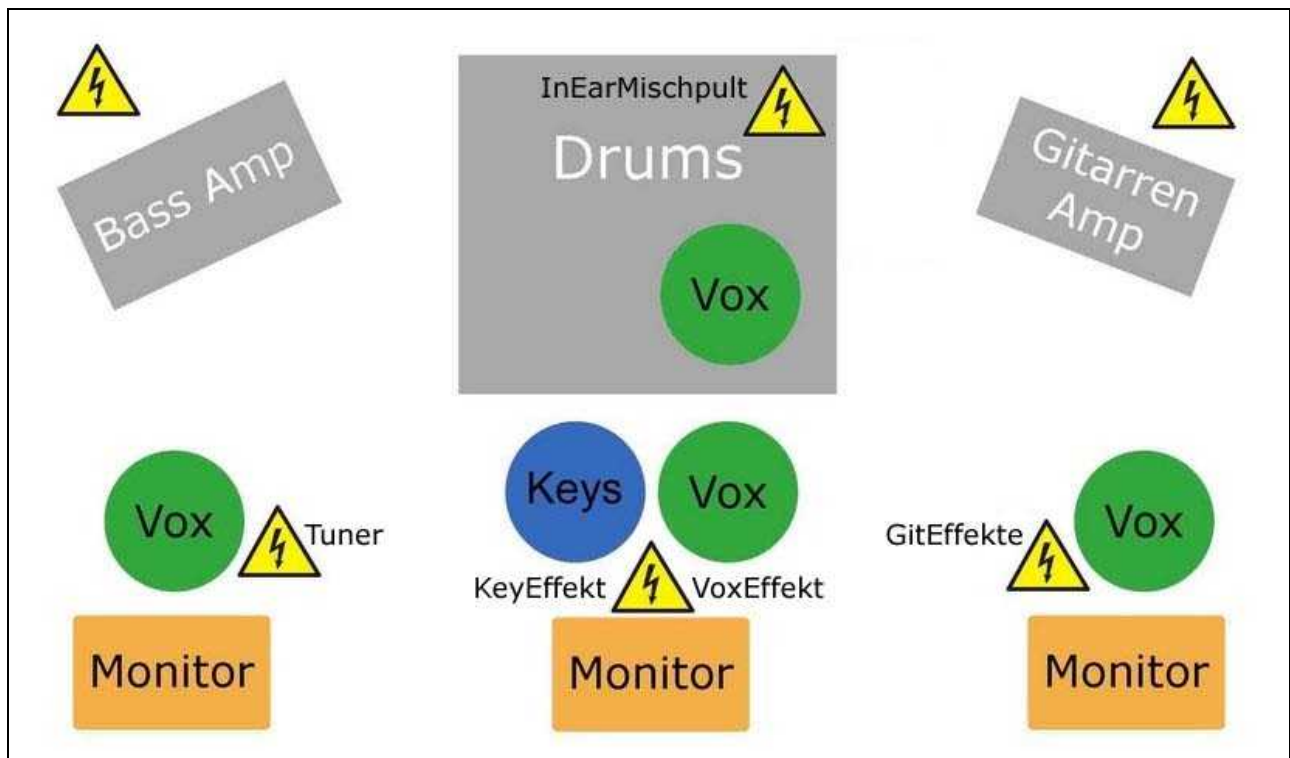 InEarMischpult
Bass Amp
Drums
Gitarren
Amp
Vox
Keys
Vox
Vox
Tuner
GitEffekte
Vox
KeyEffekt
VoxEffekt
Monitor
Monitor
Monitor